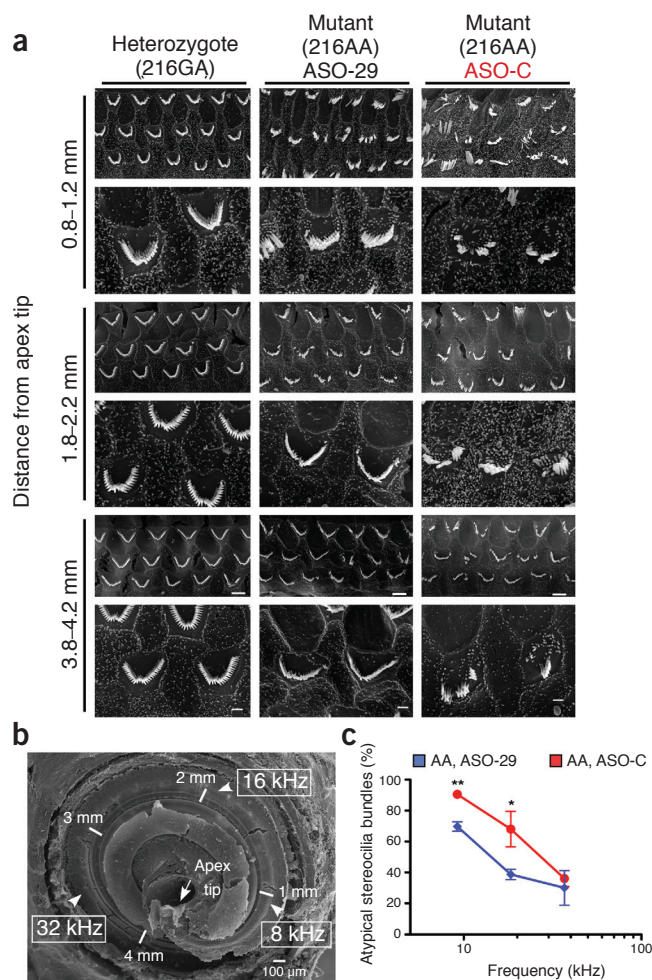 a
Heterozygote
(216GA)
Mutant
(216AA)
ASO-29
Mutant
(216AA)
ASO-C
Distance from apex tip
0.8–1.2 mm
1.8–2.2 mm
3.8–4.2 mm
b
2 mm
16 kHz
3 mm
Apex
tip
1 mm
32 kHz
4 mm
8 kHz
100 µm
c
AA, ASO-29
AA, ASO-C
Atypical stereocilia bundles (%)
100
80
60
40
20
0
**
*
10
100
Frequency (kHz)